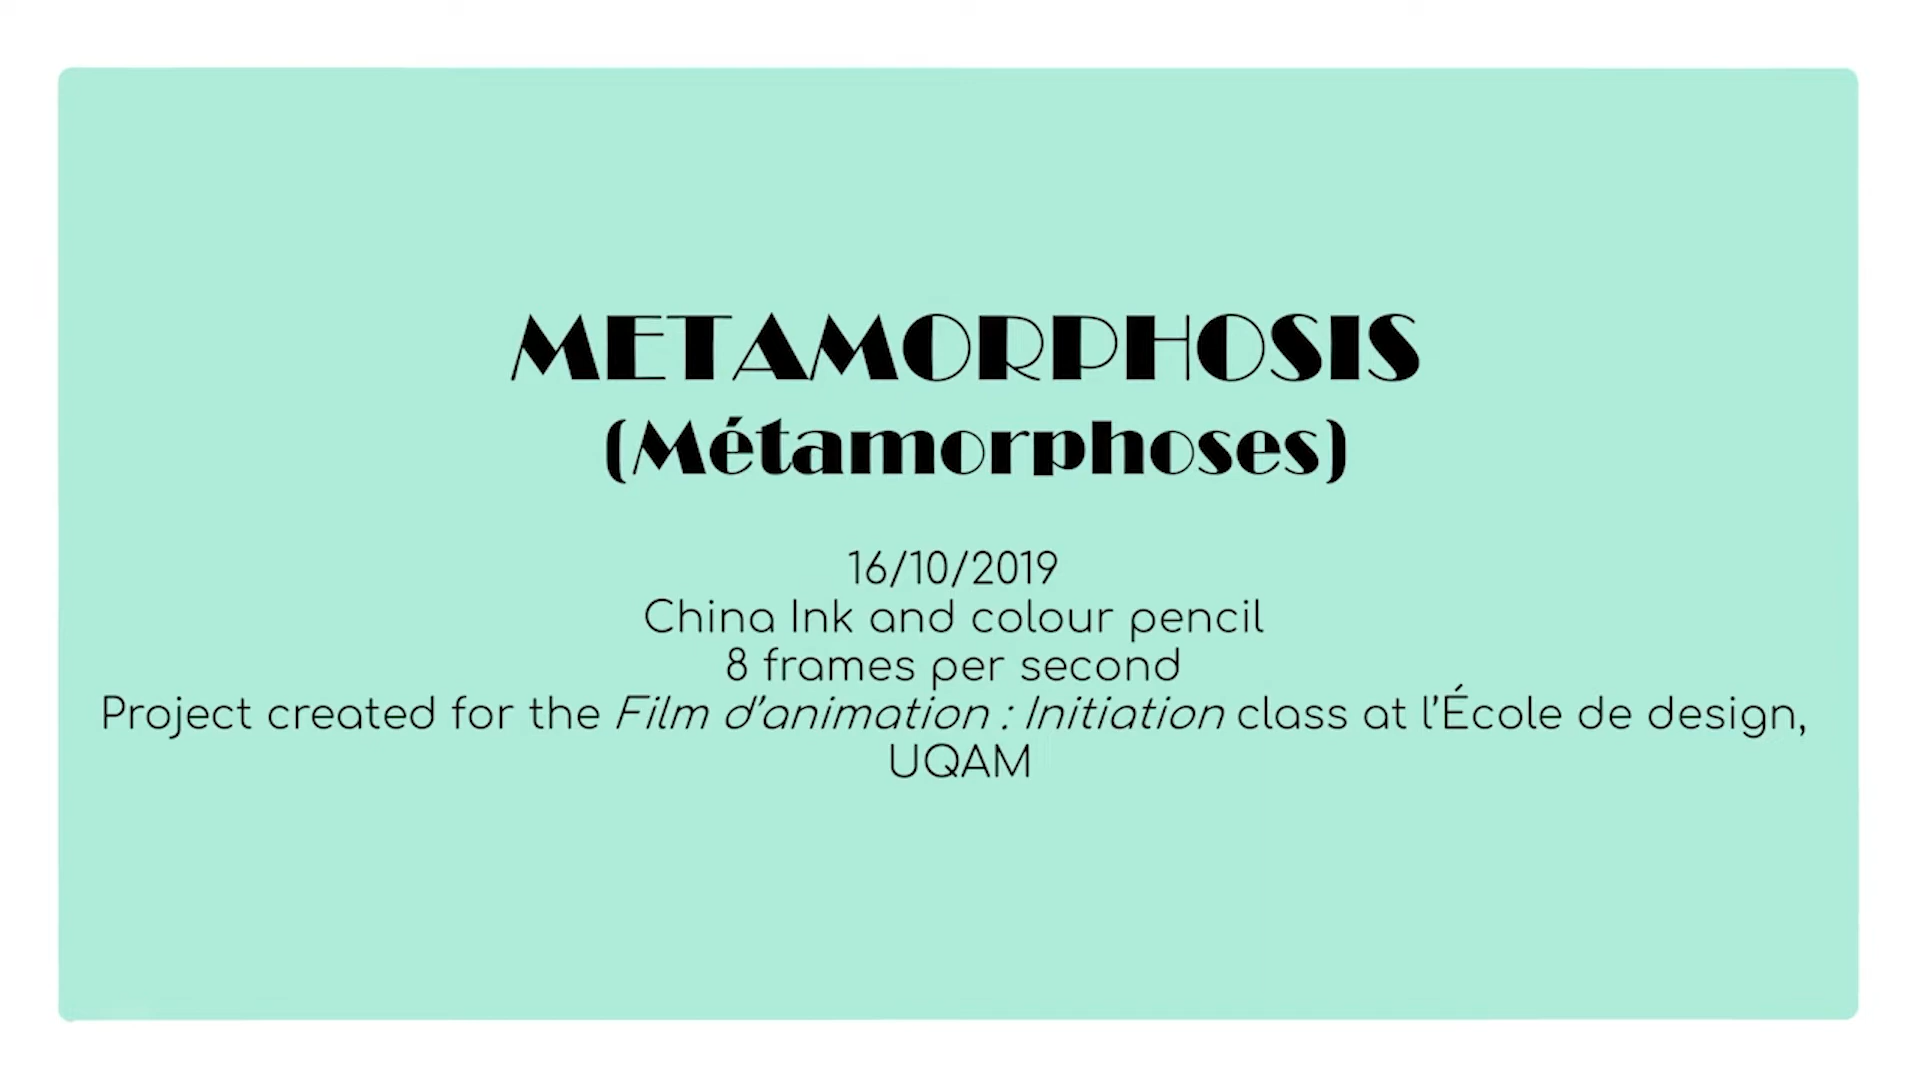 METAMORPHOSIS
(Métamorphoses)
16/10/2019
China Ink and colour pencil
8 frames per second
Project created for the Film d’animation : Initiation class at l’École de design,
UQAM